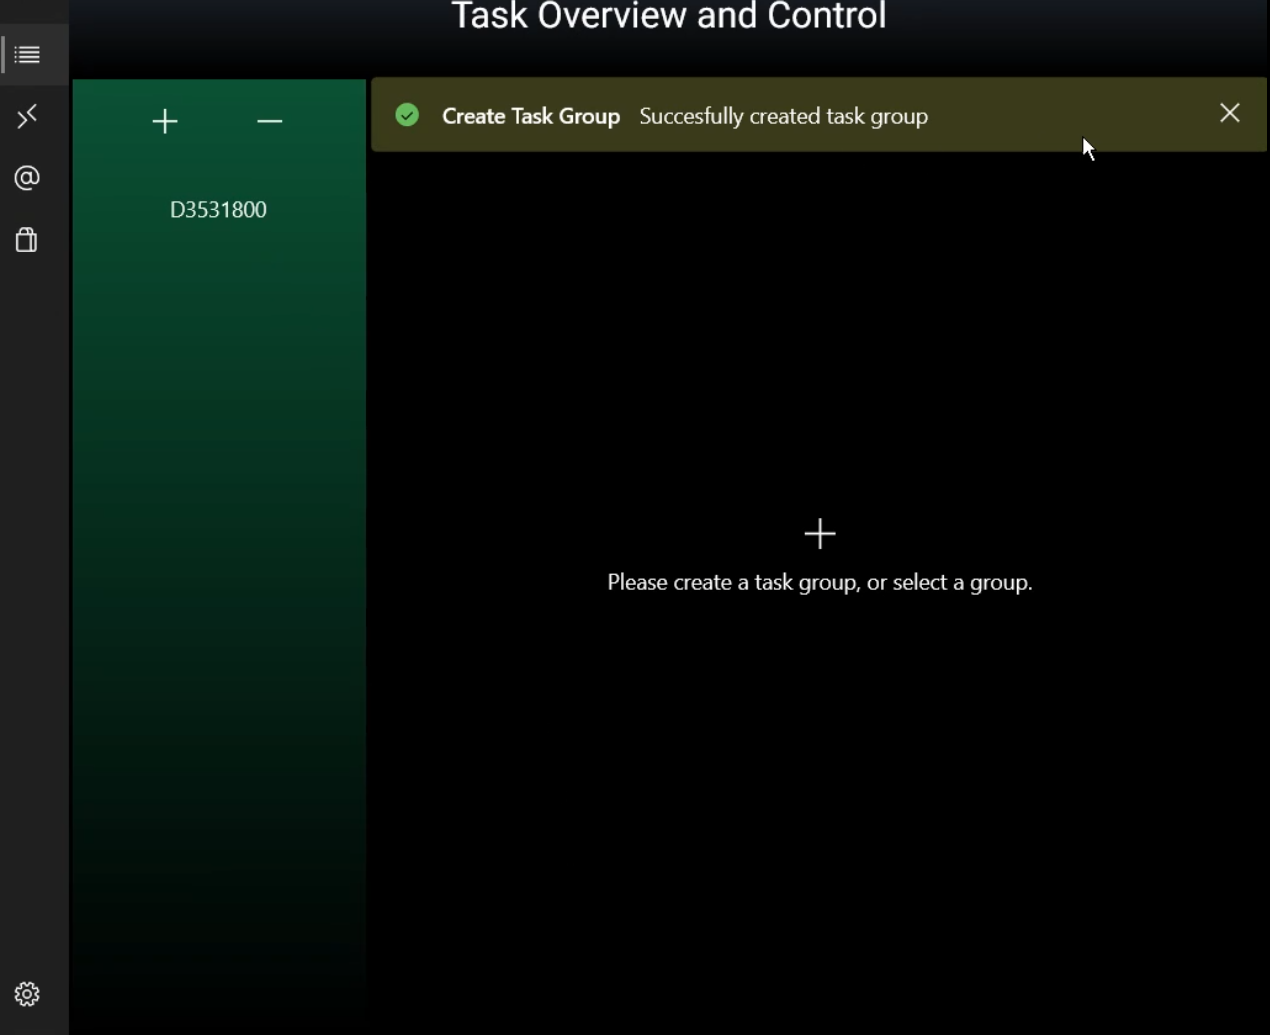 Task Overview and Control
Create Task Group Succesfully created task group
D3531800
Please create a task group, or select a group.